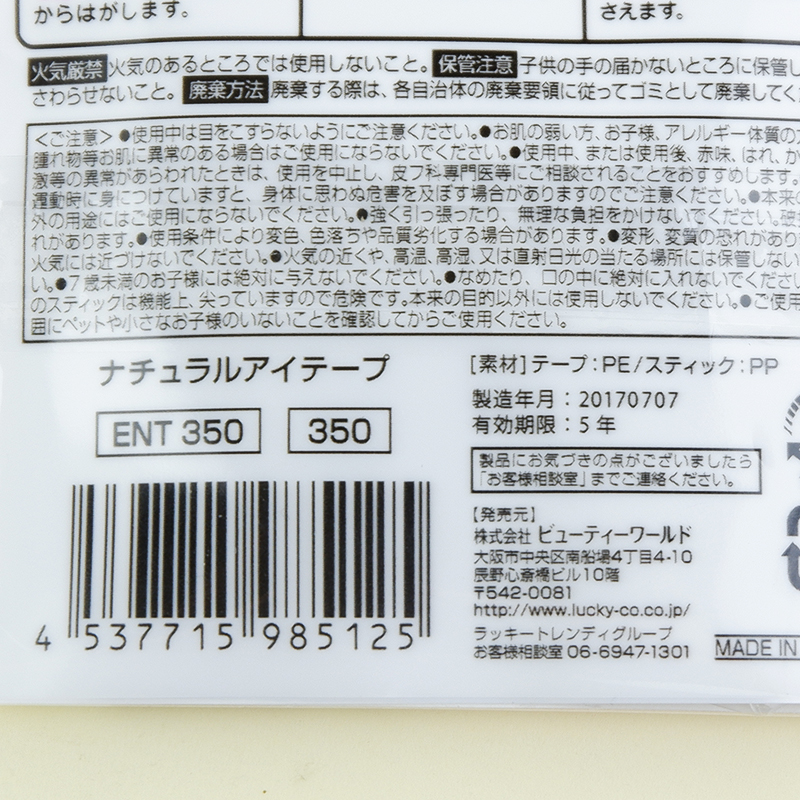 からはがします。
さえます。
火気厳禁 火気のあるところでは使用しないこと。 保管注意 子供の手の届かないところに保管し
さわらせないこと。 廃棄方法 廃棄する際は、各自治体の廃棄要領に従ってゴミとして廃棄してく
<ご注意> ●使用中は目をこすらないようにご注意ください。●お肌の弱い方、お子様、アレルギー体質の
腫れ物等お肌に異常のある場合はご使用にならないでください。●使用中、または使用後、赤味、はれ、か
激等の異常があらわれたときは、使用を中止し、皮フ科専門医等にご相談されることをおすすめします。
運動時に身につけていますと、身体に思わぬ危害を及ぼす場合がありますのでご注意ください。●本来の
外の用途にはご使用にならないでください。●強く引っ張ったり、無理な負担をかけないでください。破
れがあります。●使用条件により変色、色落ちや品質劣化する場合があります。●変形、変質の恐れがあり
火気には近づけないでください。●火気の近くや、高温、高湿、又は直射日光の当たる場所には保管しない
い。●7歳未満のお子様には絶対に与えないでください。●なめたり、口の中に絶対に入れないでください
のスティックは機能上、尖っていますので危険です。本来の目的以外には使用しないでください。●ご使用
囲にペットや小さなお子様のいないことを確認してからご使用ください。
ナチュラルアイテープ
ENT 350 350
4 537715 985125
[素材]テープ:PE/スティック:PP
製造年月:20170707
有効期限:5年
製品にお気づきの点がございましたら
「お客様相談室」までご連絡ください。
【発売元】
株式会社 ビューティーワールド
大阪市中央区南船場4丁目4-10
辰野心斎橋ビル10階
〒542-0081
http://www.lucky-co.co.jp/
ラッキートレンディグループ
お客様相談室 06-6947-1301
MADE IN